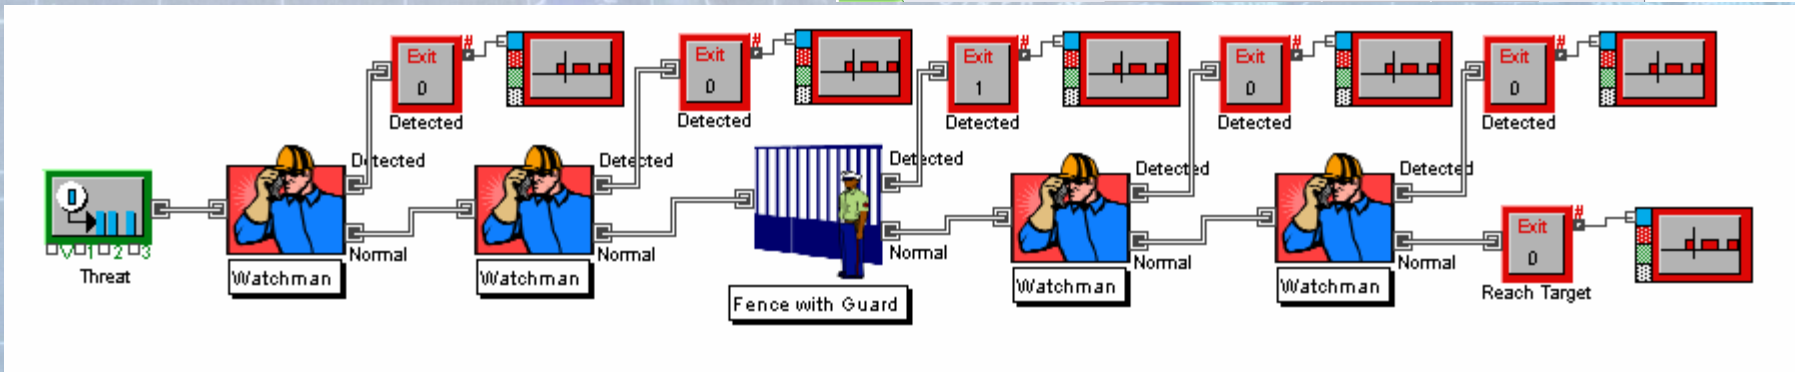 # # # # #
Exit Exit Exit Exit Exit
0 0 1 0 0
Detected Detected Detected Detected Detected
Detected Detected Detected Detected Detected
0
V 1 2 3
Threat
Normal Normal Normal Normal Normal
Watchman Watchman Fence with Guard Watchman Watchman
#
Exit
0
Reach Target